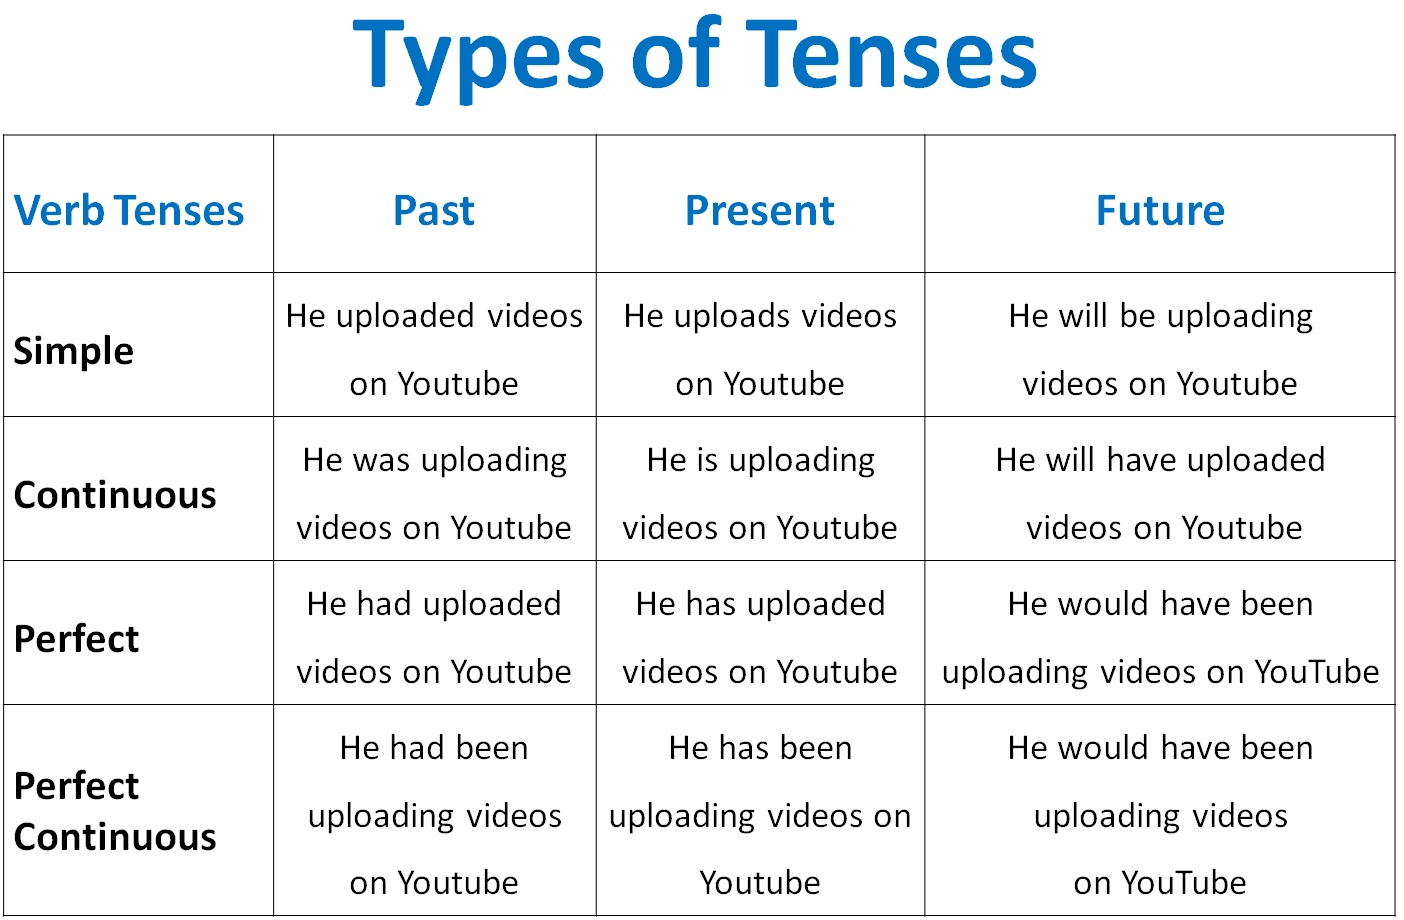 Types of Tenses
Verb Tenses Past Present Future
Simple
He uploaded videos
on Youtube
He uploads videos
on Youtube
He will be uploading
videos on Youtube
Continuous
He was uploading
videos on Youtube
He is uploading
videos on Youtube
He will have uploaded
videos on Youtube
Perfect
He had uploaded
videos on Youtube
He has uploaded
videos on Youtube
He would have been
uploading videos on YouTube
Perfect
Continuous
He had been
uploading videos
on Youtube
He has been
uploading videos on
Youtube
He would have been
uploading videos
on YouTube